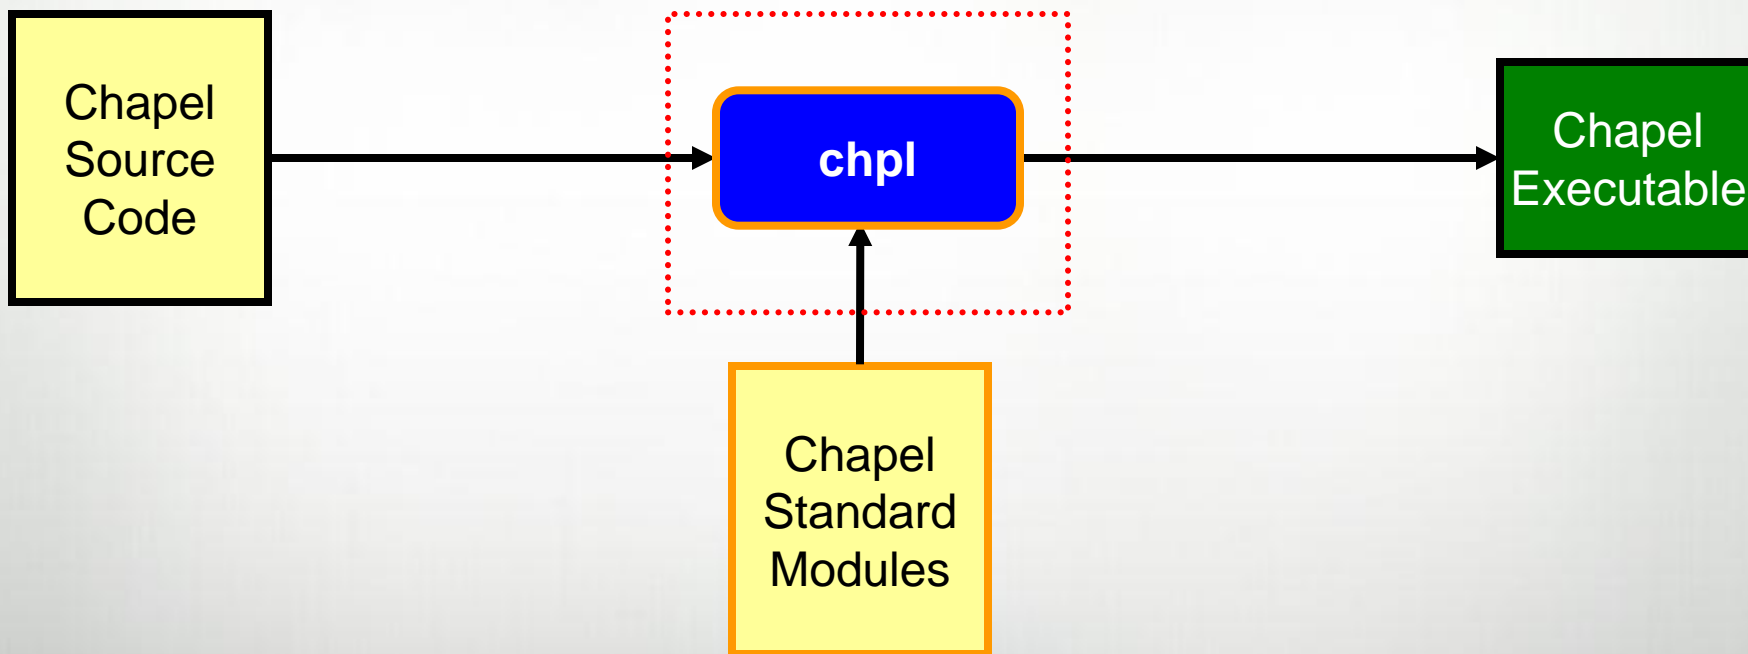 Chapel
Source
Code
chpl
Chapel
Executable
Chapel
Standard
Modules